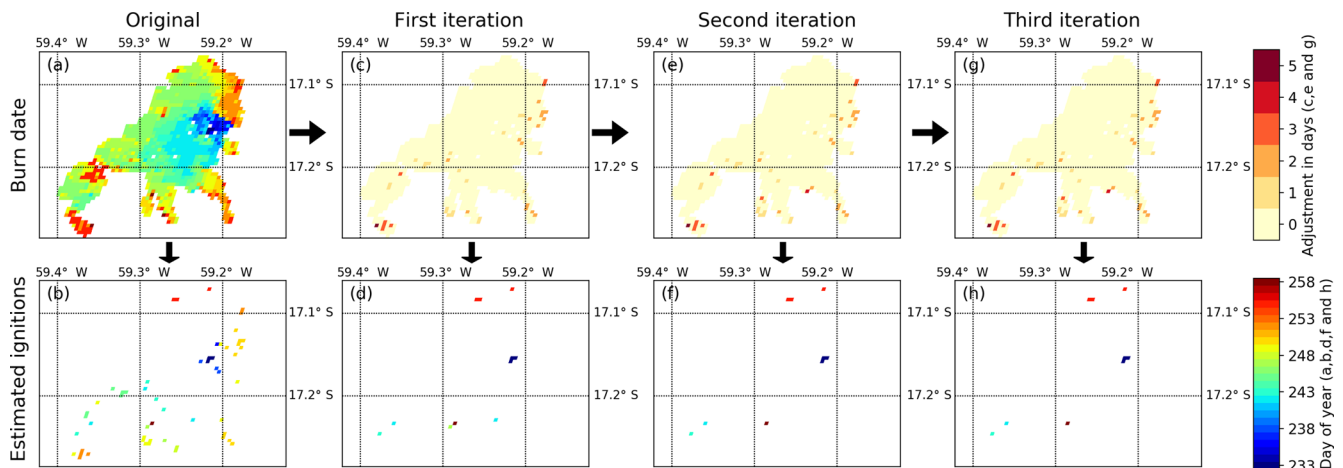 Original
First iteration
Second iteration
Third iteration
59.4° W 59.3° W 59.2° W
59.4° W 59.3° W 59.2° W
59.4° W 59.3° W 59.2° W
59.4° W 59.3° W 59.2° W
Burn date
(a)
(c)
(e)
(g)
17.1° S
17.1° S
17.1° S
17.1° S
17.2° S
17.2° S
17.2° S
17.2° S
5
4
3
2
1
0
Adjustment in days (c,e and g)
59.4° W 59.3° W 59.2° W
59.4° W 59.3° W 59.2° W
59.4° W 59.3° W 59.2° W
59.4° W 59.3° W 59.2° W
Estimated ignitions
(b)
(d)
(f)
(h)
17.1° S
17.1° S
17.1° S
17.1° S
17.2° S
17.2° S
17.2° S
17.2° S
258
253
248
243
238
233
Day of year (a,b,d,f and h)